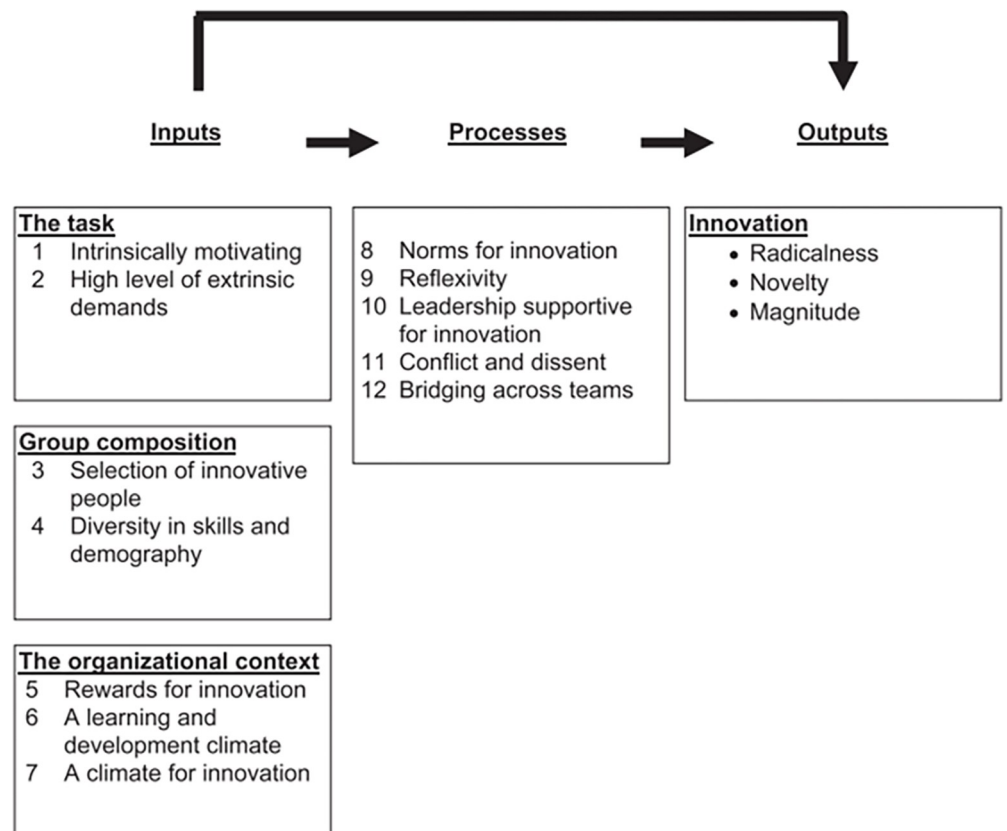 Inputs
Processes
Outputs
The task
1 Intrinsically motivating
2 High level of extrinsic
demands
Group composition
3 Selection of innovative
people
4 Diversity in skills and
demography
The organizational context
5 Rewards for innovation
6 A learning and
development climate
7 A climate for innovation
8 Norms for innovation
9 Reflexivity
10 Leadership supportive
for innovation
11 Conflict and dissent
12 Bridging across teams
Innovation
• Radicalness
• Novelty
• Magnitude